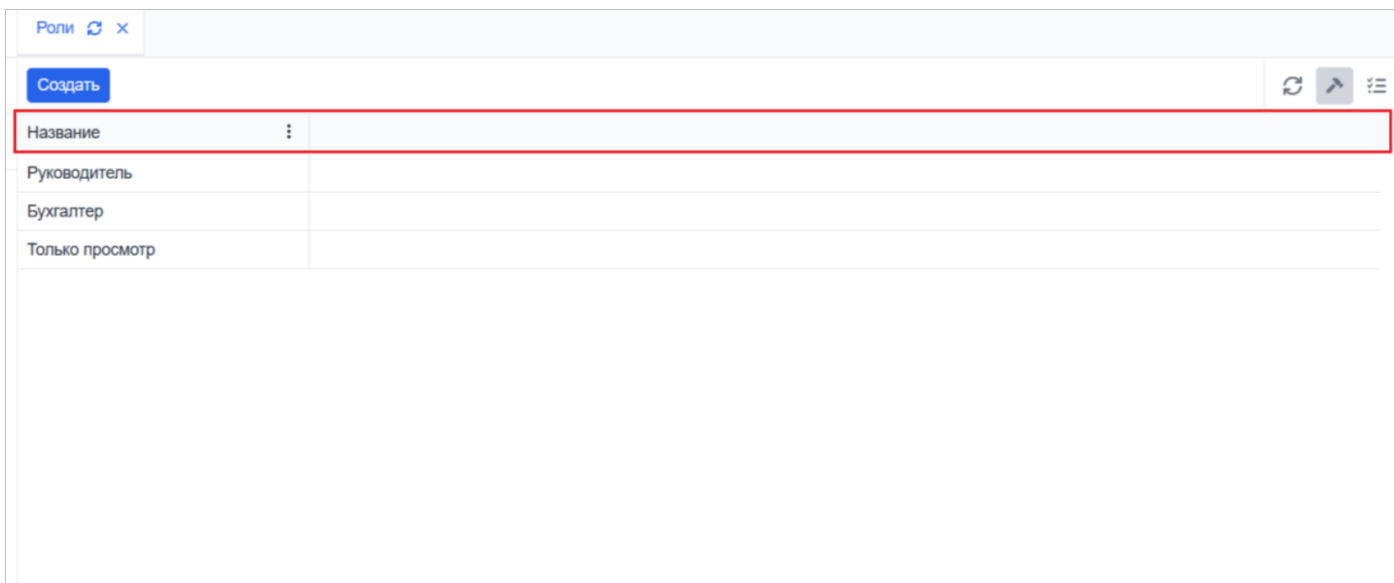 Роли
Создать
Название
Руководитель
Бухгалтер
Только просмотр